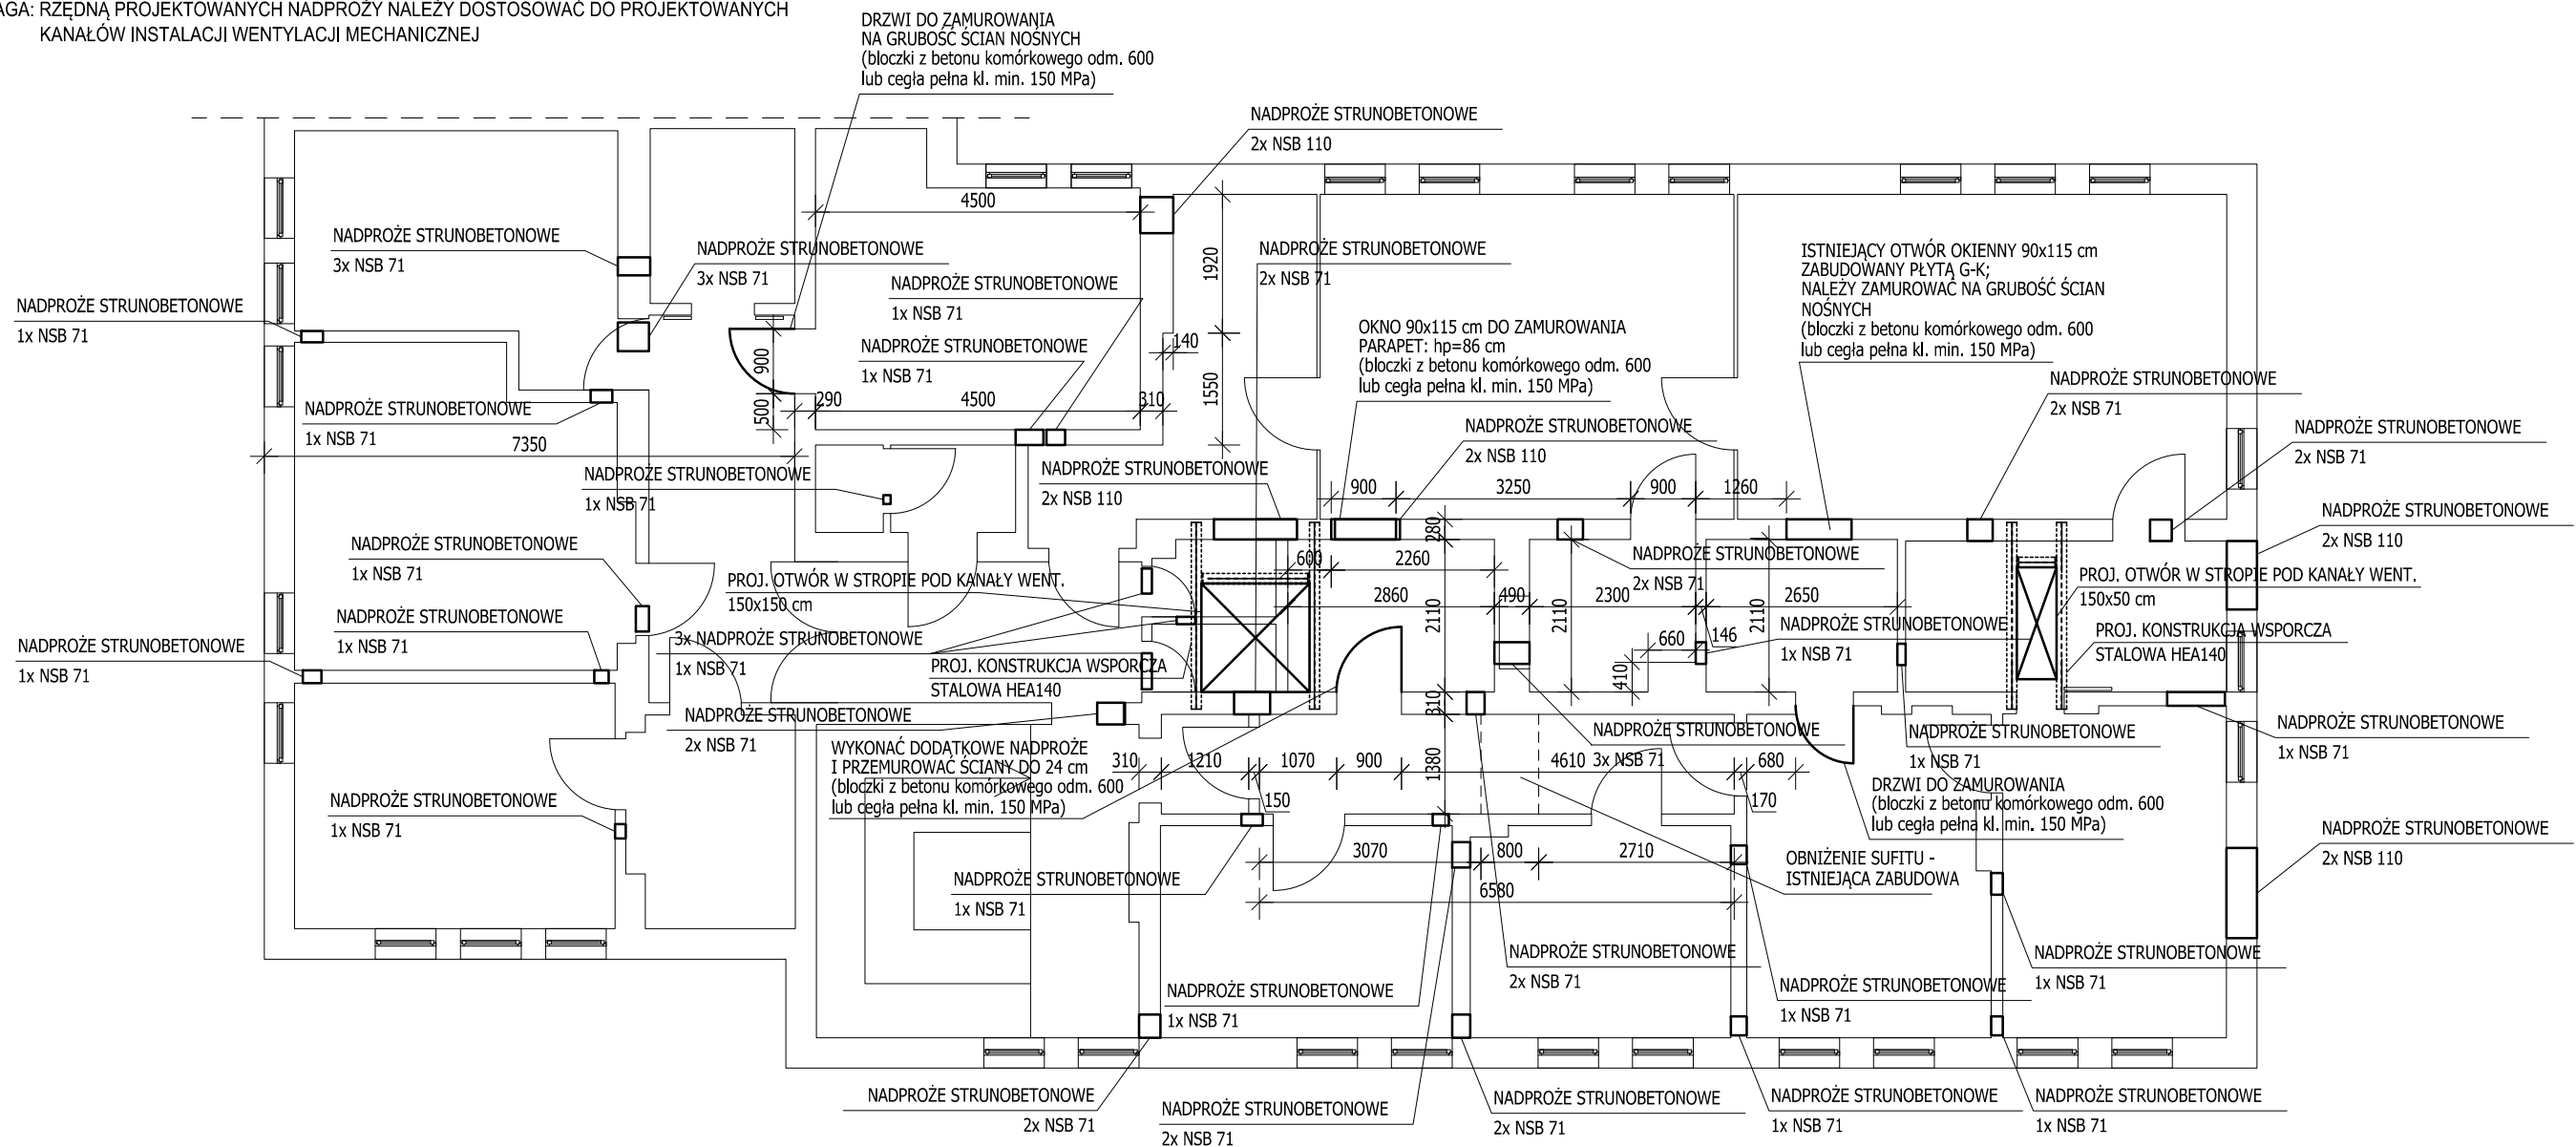 AGA: RZĘDNĄ PROJEKTOWANYCH NADPROŻY NALEŻY DOSTOSOWAĆ DO PROJEKTOWANYCH
KANAŁÓW INSTALACJI WENTYLACJI MECHANICZNEJ
DRZWI DO ZAMUROWANIA
NA GRUBOŚĆ ŚCIAN NOŚNYCH
(bloczki z betonu komórkowego odm. 600
lub cegła pełna kl. min. 150 MPa)
NADPROŻE STRUNOBETONOWE
2x NSB 110
4500
NADPROŻE STRUNOBETONOWE
3x NSB 71
NADPROŻE STRUNOBETONOWE
3x NSB 71
NADPROŻE STRUNOBETONOWE
1x NSB 71
1920
NADPROŻE STRUNOBETONOWE
2x NSB 71
ISTNIEJĄCY OTWÓR OKIENNY 90x115 cm
ZABUDOWANY PŁYTĄ G-K;
NALEŻY ZAMUROWAĆ NA GRUBOŚĆ ŚCIAN
NOŚNYCH
(bloczki z betonu komórkowego odm. 600
lub cegła pełna kl. min. 150 MPa)
NADPROŻE STRUNOBETONOWE
1x NSB 71
NADPROŻE STRUNOBETONOWE
1x NSB 71
900
140
OKNO 90x115 cm DO ZAMUROWANIA
PARAPET: hp=86 cm
(bloczki z betonu komórkowego odm. 600
lub cegła pełna kl. min. 150 MPa)
NADPROŻE STRUNOBETONOWE
2x NSB 71
NADPROŻE STRUNOBETONOWE
1x NSB 71
500
290
4500
310
1550
7350
NADPROŻE STRUNOBETONOWE
2x NSB 110
NADPROŻE STRUNOBETONOWE
2x NSB 71
NADPROŻE STRUNOBETONOWE
1x NSB 71
NADPROŻE STRUNOBETONOWE
2x NSB 110
900
3250
900
1260
NADPROŻE STRUNOBETONOWE
2x NSB 110
NADPROŻE STRUNOBETONOWE
1x NSB 71
280
600
2260
NADPROŻE STRUNOBETONOWE
2x NSB 71
PROJ. OTWÓR W STROPIE POD KANAŁY WENT.
150x150 cm
PROJ. OTWÓR W STROPIE POD KANAŁY WENT.
150x50 cm
2860
490
2300
2650
2110
2110
2110
NADPROŻE STRUNOBETONOWE
1x NSB 71
NADPROŻE STRUNOBETONOWE
1x NSB 71
3x NADPROŻE STRUNOBETONOWE
1x NSB 71
660
146
410
NADPROŻE STRUNOBETONOWE
1x NSB 71
PROJ. KONSTRUKCJA WSPORCZA
STALOWA HEA140
PROJ. KONSTRUKCJA WSPORCZA
STALOWA HEA140
NADPROŻE STRUNOBETONOWE
2x NSB 71
310
NADPROŻE STRUNOBETONOWE
3x NSB 71
NADPROŻE STRUNOBETONOWE
1x NSB 71
NADPROŻE STRUNOBETONOWE
1x NSB 71
WYKONAĆ DODATKOWE NADPROŻE
I PRZEMUROWAĆ ŚCIANY DO 24 cm
(bloczki z betonu komórkowego odm. 600
lub cegła pełna kl. min. 150 MPa)
310
1210
1070
900
1380
4610
680
150
170
DRZWI DO ZAMUROWANIA
(bloczki z betonu komórkowego odm. 600
lub cegła pełna kl. min. 150 MPa)
NADPROŻE STRUNOBETONOWE
1x NSB 71
NADPROŻE STRUNOBETONOWE
2x NSB 110
3070
800
2710
OBNIŻENIE SUFITU -
ISTNIEJĄCA ZABUDOWA
NADPROŻE STRUNOBETONOWE
1x NSB 71
6580
NADPROŻE STRUNOBETONOWE
2x NSB 71
NADPROŻE STRUNOBETONOWE
1x NSB 71
NADPROŻE STRUNOBETONOWE
1x NSB 71
NADPROŻE STRUNOBETONOWE
1x NSB 71
NADPROŻE STRUNOBETONOWE
2x NSB 71
NADPROŻE STRUNOBETONOWE
2x NSB 71
NADPROŻE STRUNOBETONOWE
2x NSB 71
NADPROŻE STRUNOBETONOWE
1x NSB 71
NADPROŻE STRUNOBETONOWE
1x NSB 71